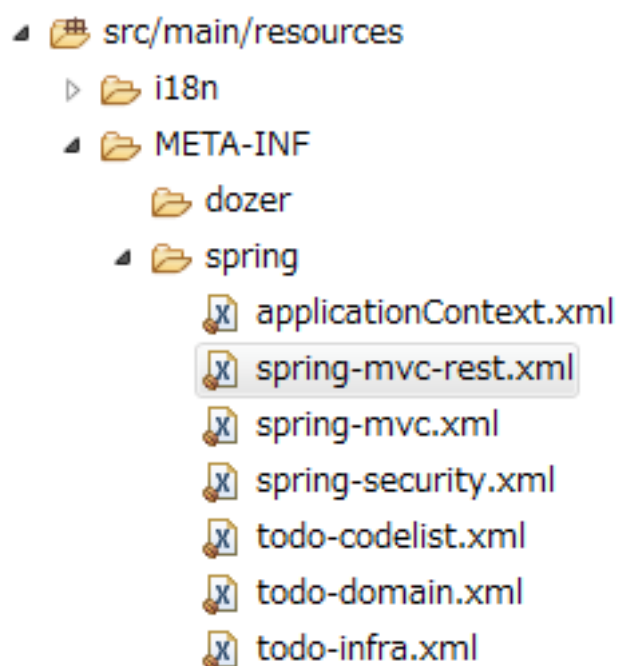 src/main/resources
i18n
META-INF
dozer
spring
applicationContext.xml
spring-mvc-rest.xml
spring-mvc.xml
spring-security.xml
todo-codelist.xml
todo-domain.xml
todo-infra.xml